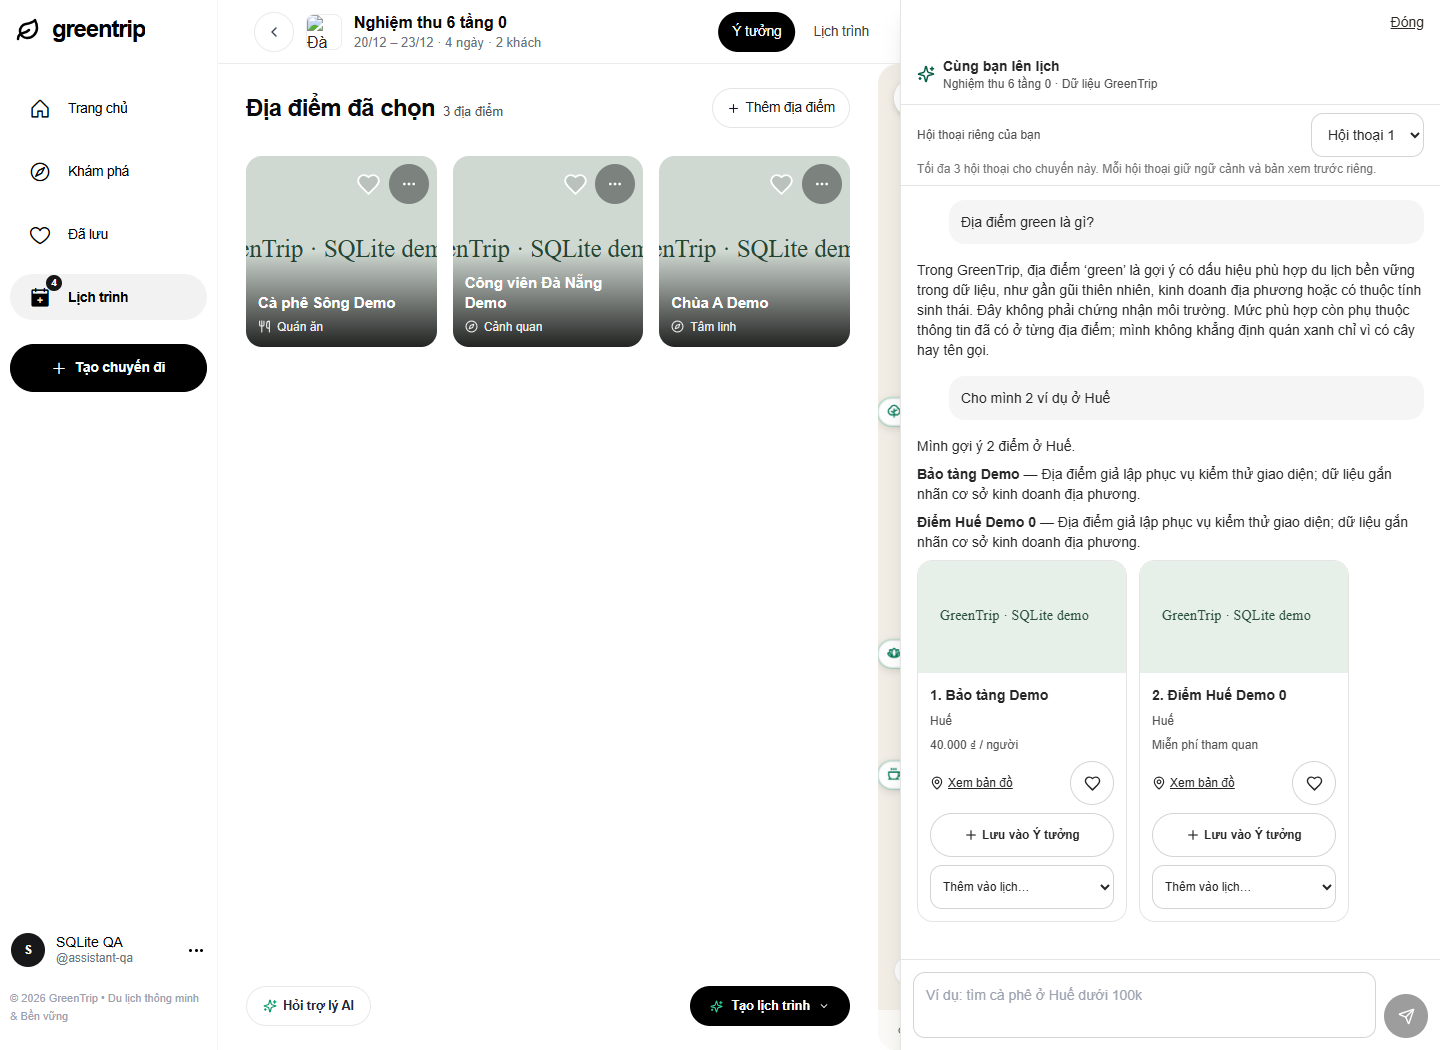 greentrip
Trang chủ
Khám phá
Đã lưu
4
Lịch trình
Tạo chuyến đi
S
SQLite QA
@assistant-qa
© 2026 GreenTrip • Du lịch thông minh
& Bền vững
Đà
Nghiệm thu 6 tầng 0
20/12 – 23/12 · 4 ngày · 2 khách
Ý tưởng
Lịch trình
Địa điểm đã chọn 3 địa điểm
Thêm địa điểm
enTrip · SQLite dem
Cà phê Sông Demo
Quán ăn
enTrip · SQLite dem
Công viên Đà Nẵng
Demo
Cảnh quan
enTrip · SQLite dem
Chùa A Demo
Tâm linh
Hỏi trợ lý AI
Tạo lịch trình
Đóng
Cùng bạn lên lịch
Nghiệm thu 6 tầng 0 · Dữ liệu GreenTrip
Hội thoại riêng của bạn
Hội thoại 1
Tối đa 3 hội thoại cho chuyến này. Mỗi hội thoại giữ ngữ cảnh và bản xem trước riêng.
Địa điểm green là gì?
Trong GreenTrip, địa điểm ‘green’ là gợi ý có dấu hiệu phù hợp du lịch bền vững
trong dữ liệu, như gần gũi thiên nhiên, kinh doanh địa phương hoặc có thuộc tính
sinh thái. Đây không phải chứng nhận môi trường. Mức phù hợp còn phụ thuộc
thông tin đã có ở từng địa điểm; mình không khẳng định quán xanh chỉ vì có cây
hay tên gọi.
Cho mình 2 ví dụ ở Huế
Mình gợi ý 2 điểm ở Huế.
Bảo tàng Demo — Địa điểm giả lập phục vụ kiểm thử giao diện; dữ liệu gắn
nhãn cơ sở kinh doanh địa phương.
Điểm Huế Demo 0 — Địa điểm giả lập phục vụ kiểm thử giao diện; dữ liệu gắn
nhãn cơ sở kinh doanh địa phương.
GreenTrip · SQLite demo
1. Bảo tàng Demo
Huế
40.000 ₫ / người
Xem bản đồ
Lưu vào Ý tưởng
Thêm vào lịch...
GreenTrip · SQLite demo
2. Điểm Huế Demo 0
Huế
Miễn phí tham quan
Xem bản đồ
Lưu vào Ý tưởng
Thêm vào lịch...
Ví dụ: tìm cà phê ở Huế dưới 100k